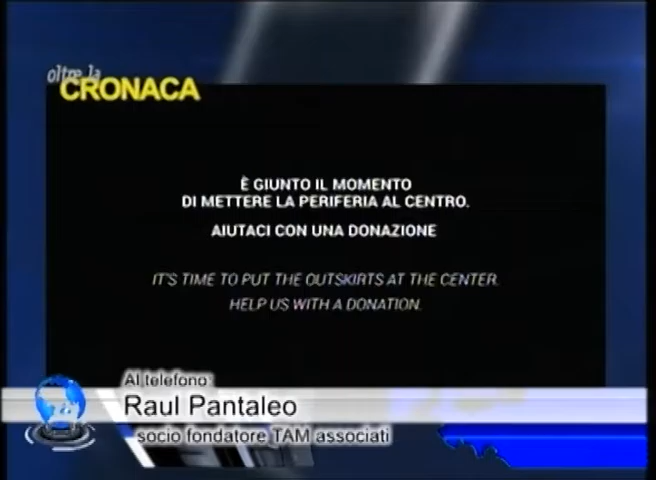 oltre la
CRONACA
È GIUNTO IL MOMENTO
DI METTERE LA PERIFERIA AL CENTRO.
AIUTACI CON UNA DONAZIONE
IT'S TIME TO PUT THE OUTSKIRTS AT THE CENTER.
HELP US WITH A DONATION.
Al telefono:
Raul Pantaleo
socio fondatore TAM associati